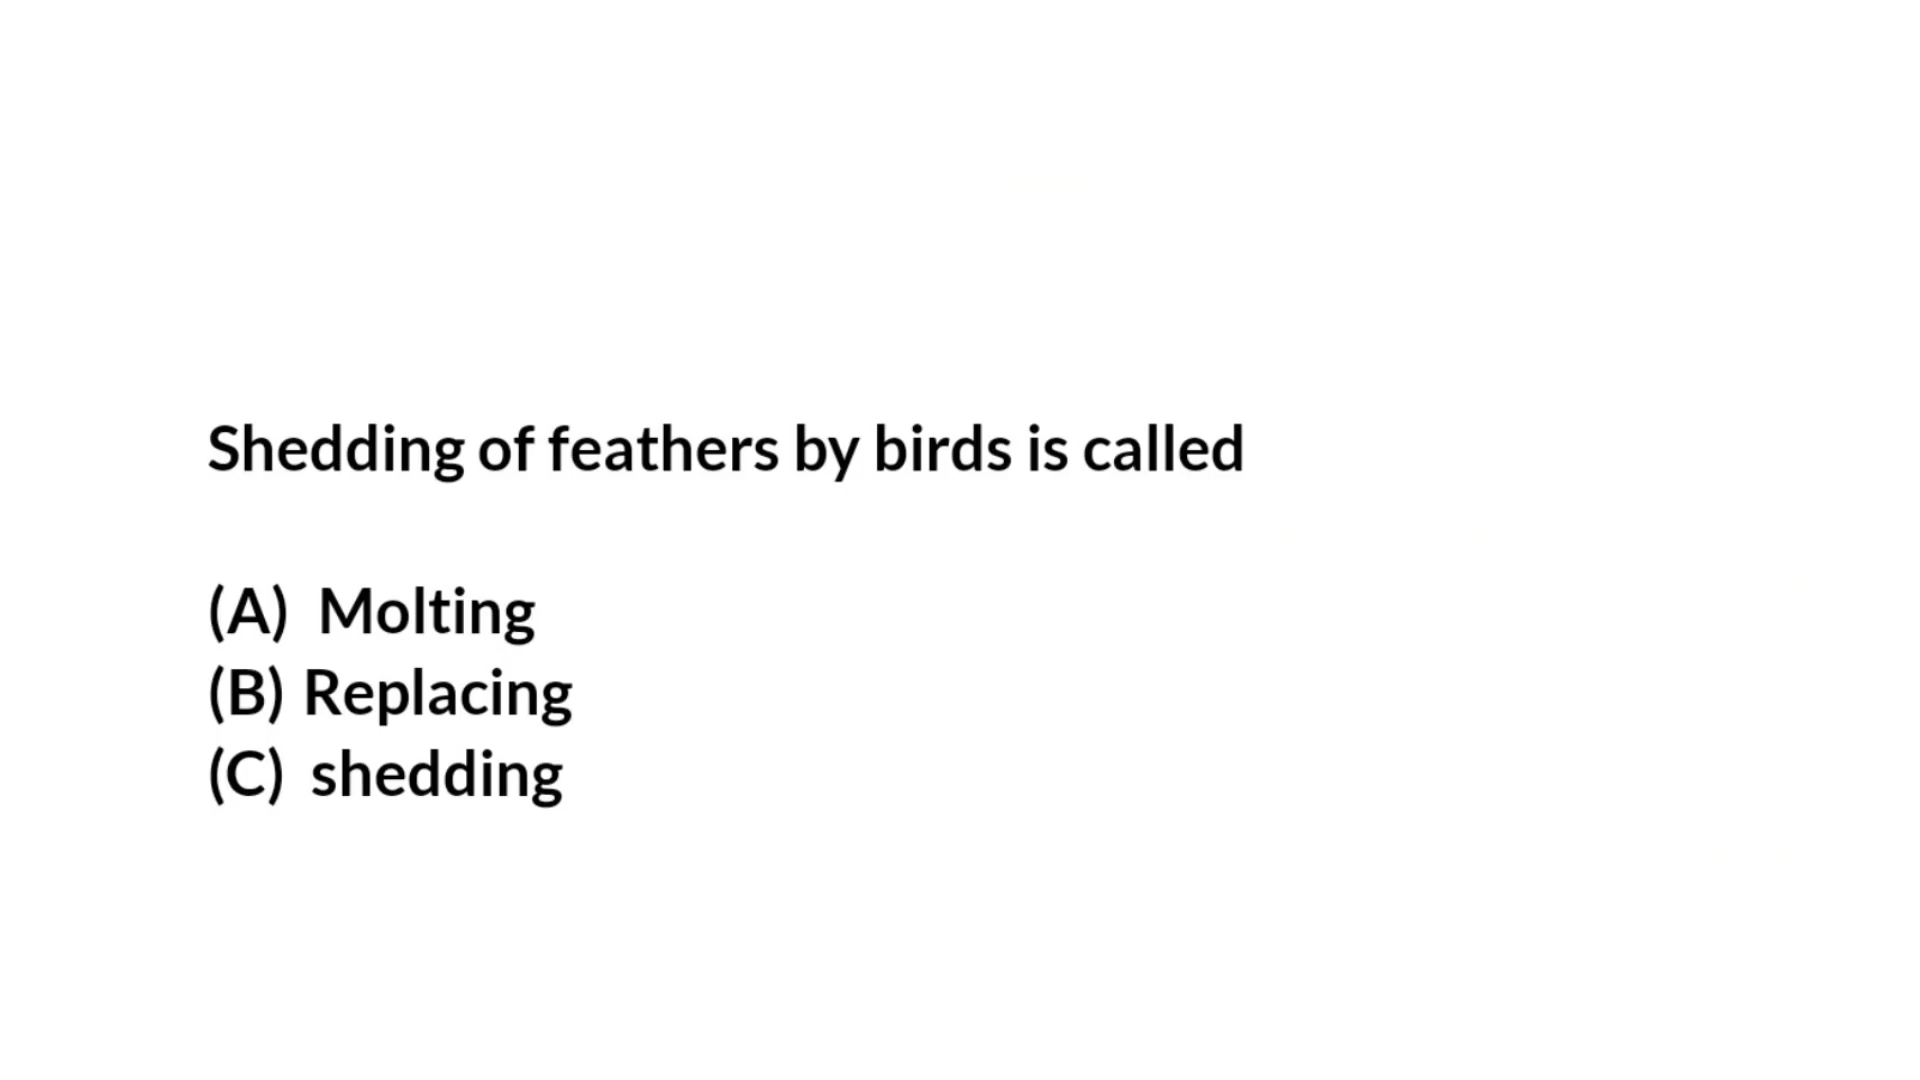 Shedding of feathers by birds is called
(A) Molting
(B) Replacing
(C) shedding